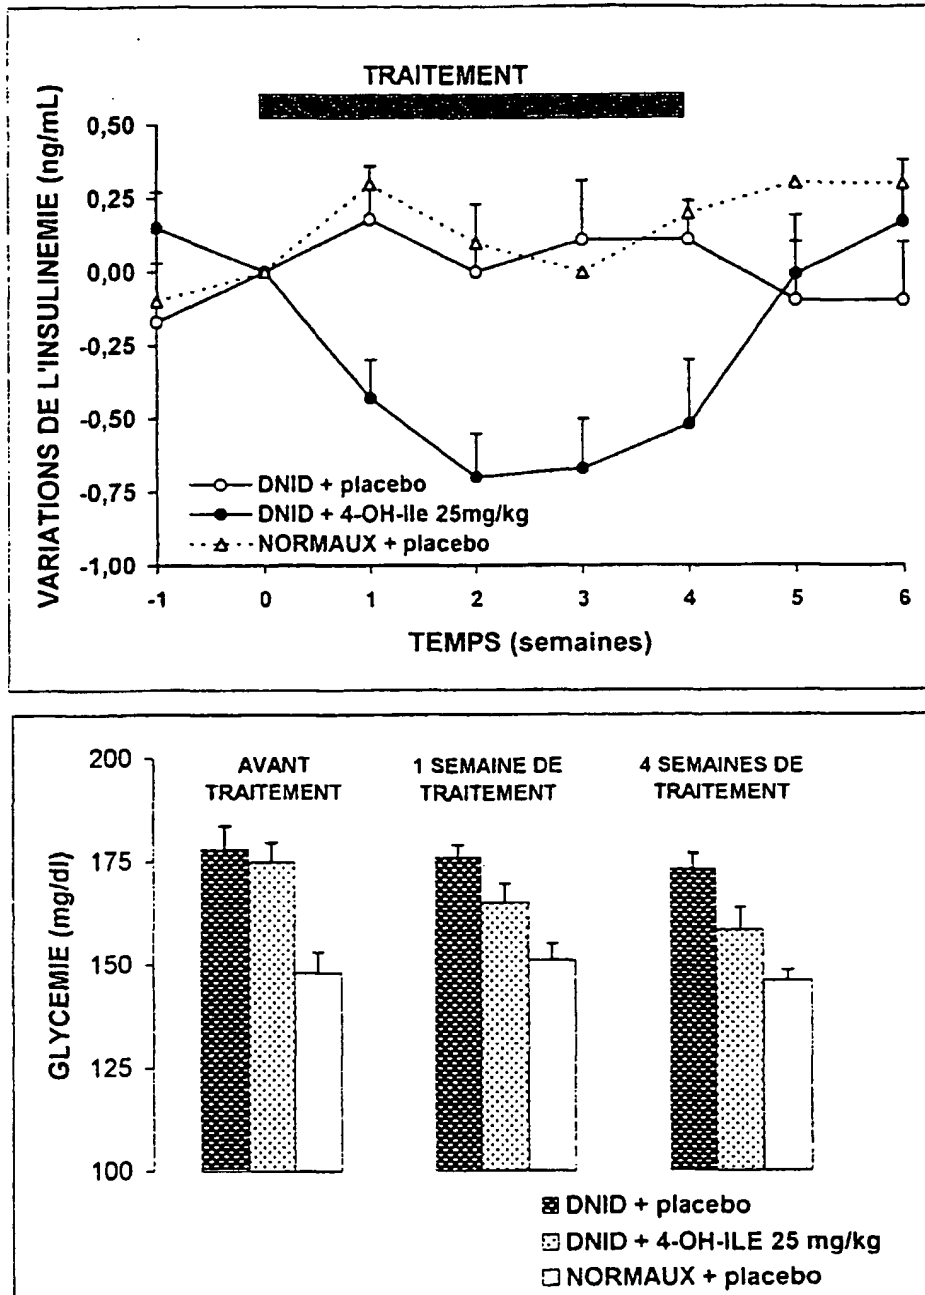 TRAITEMENT
VARIATIONS DE L'INSULINEMIE (ng/mL)
0,50
0,25
0,00
-0,25
-0,50
-0,75
-1,00
DNID + placebo
DNID + 4-OH-Ile 25mg/kg
NORMAUX + placebo
-1 0 1 2 3 4 5 6
TEMPS (semaines)
GLYCEMIE (mg/dl)
200
175
150
125
100
AVANT
TRAITEMENT
1 SEMAINE DE
TRAITEMENT
4 SEMAINES DE
TRAITEMENT
DNID + placebo
DNID + 4-OH-ILE 25 mg/kg
NORMAUX + placebo